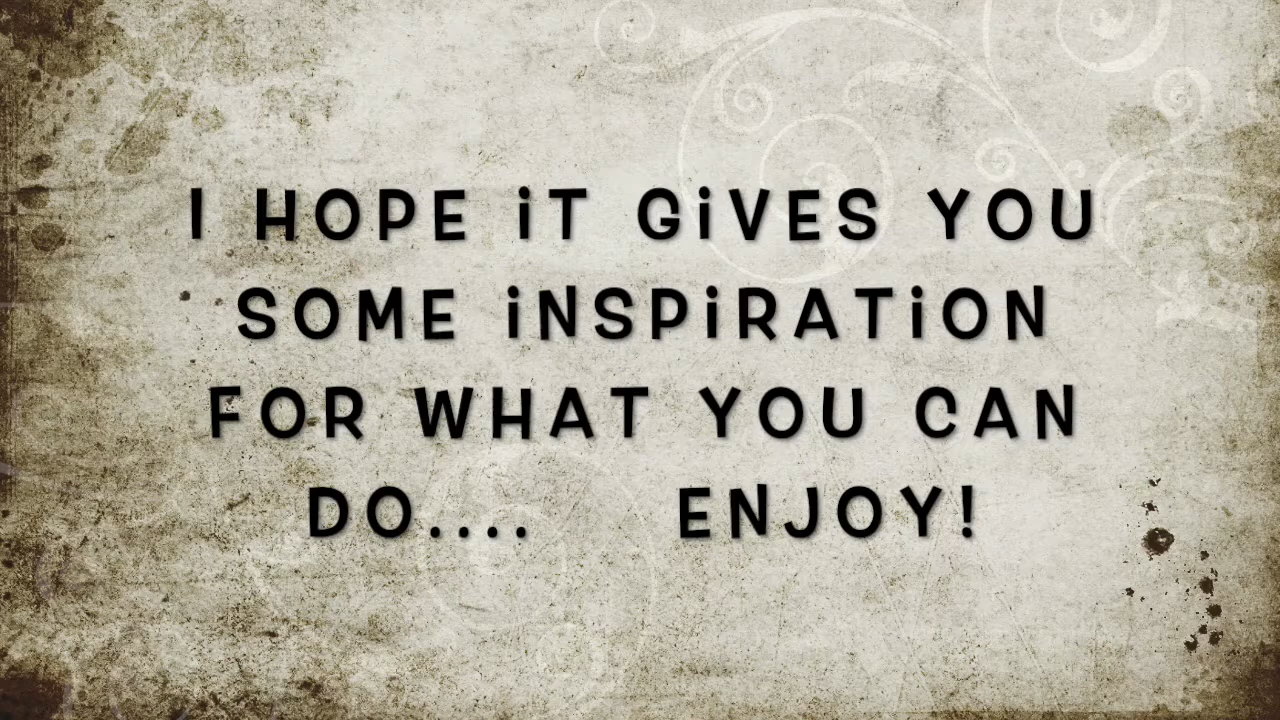 I HOPE iT GiVES YOU
SOME iNSPiRATiON
FOR WHAT YOU CAN
DO.... ENJOY!